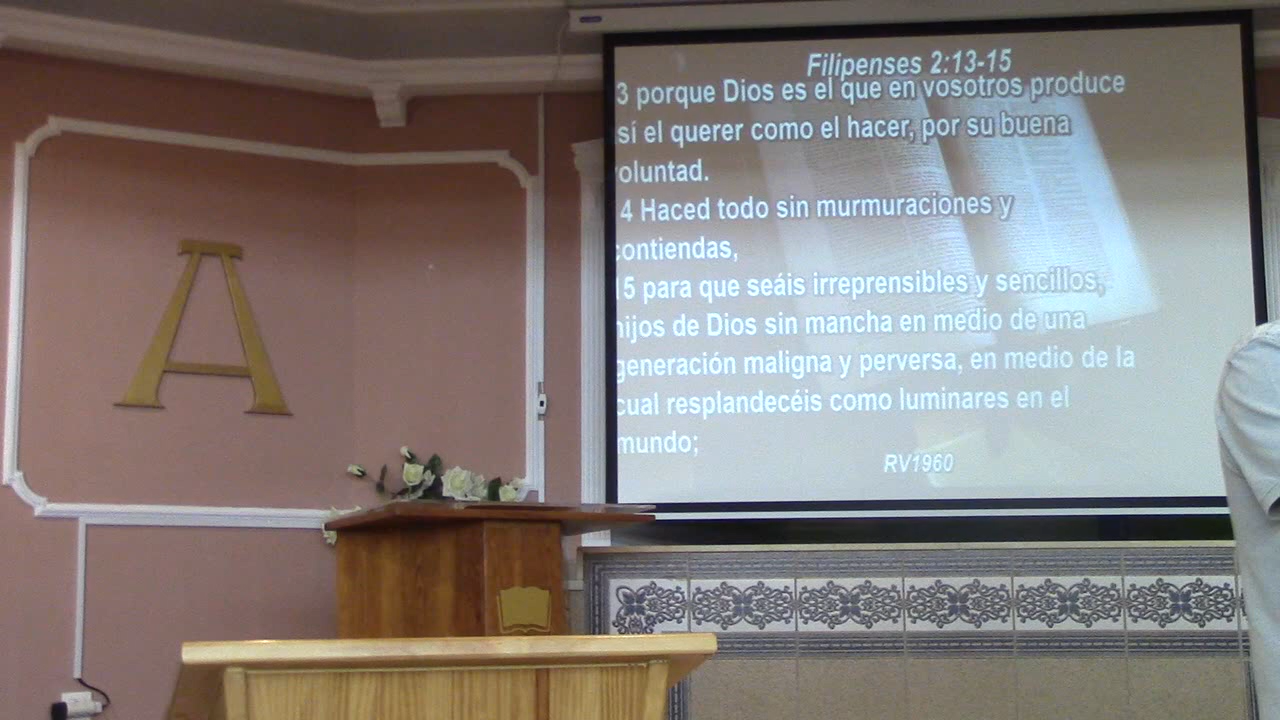 A
Filipenses 2:13-15
3 porque Dios es el que en vosotros produce
sí el querer como el hacer, por su buena
oluntad.
4 Haced todo sin murmuraciones y
contiendas,
15 para que seáis irreprensibles y sencillos,
hijos de Dios sin mancha en medio de una
generación maligna y perversa, en medio de la
cual resplandecéis como luminares en el
mundo;
RV1960